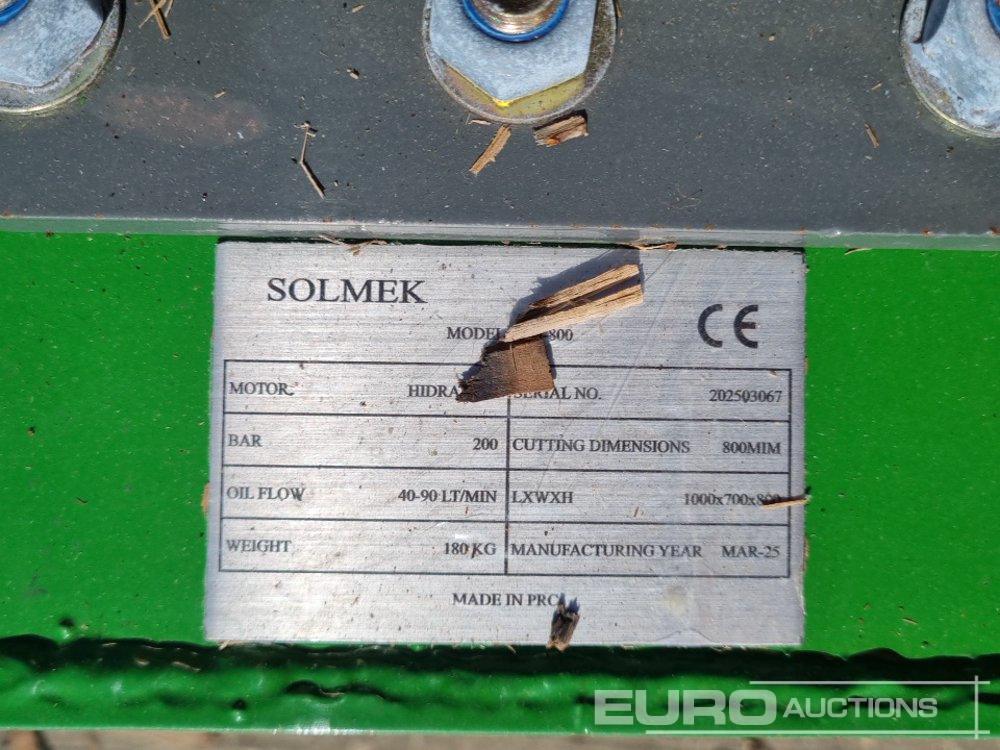 SOLMEK
MODEL 800
CE
MOTOR. SERIAL NO. 202503067
BAR 200 CUTTING DIMENSIONS 800MIM
OIL FLOW 40-90 LT/MIN LXWXH 1000x700x800
WEIGHT 180 KG MANUFACTURING YEAR MAR-25
MADE IN PRC
EURO AUCTIONS